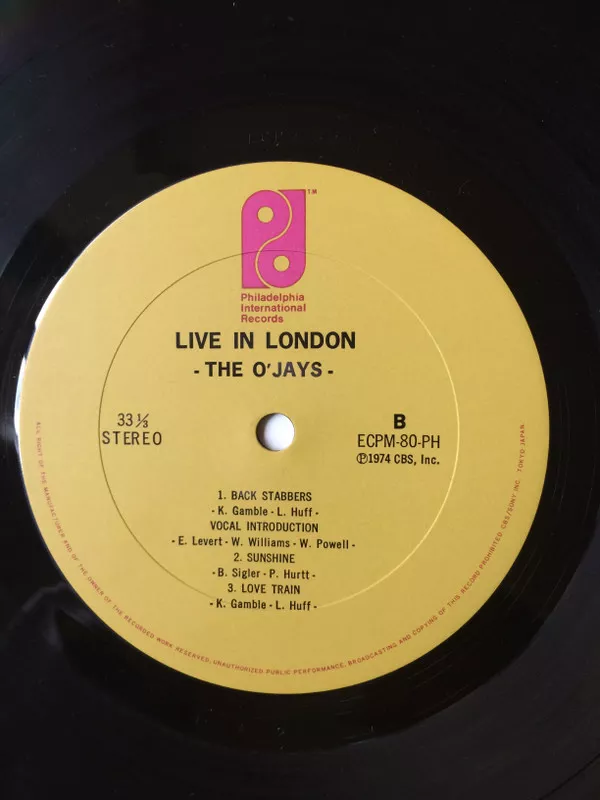 TM
Philadelphia
International
Records
LIVE IN LONDON
- THE O'JAYS -
33⅓
STEREO
B
ECPM-80-PH
Ⓟ1974 CBS, Inc.
1. BACK STABBERS
- K. Gamble - L. Huff -
VOCAL INTRODUCTION
- E. Levert - W. Williams - W. Powell -
2. SUNSHINE
- B. Sigler - P. Hurtt -
3. LOVE TRAIN
- K. Gamble - L. Huff -
ALL RIGHT OF THE MANUFACTURER END OF THE OWNER OF THE RECORDED WORK RESERVED. UNAUTHORIZED PUBLIC PERFORMANCE, BROADCASTING AND COPYING OF THIS RECORD PROHIBITED CBS/SONY INC. TOKYO JAPAN.